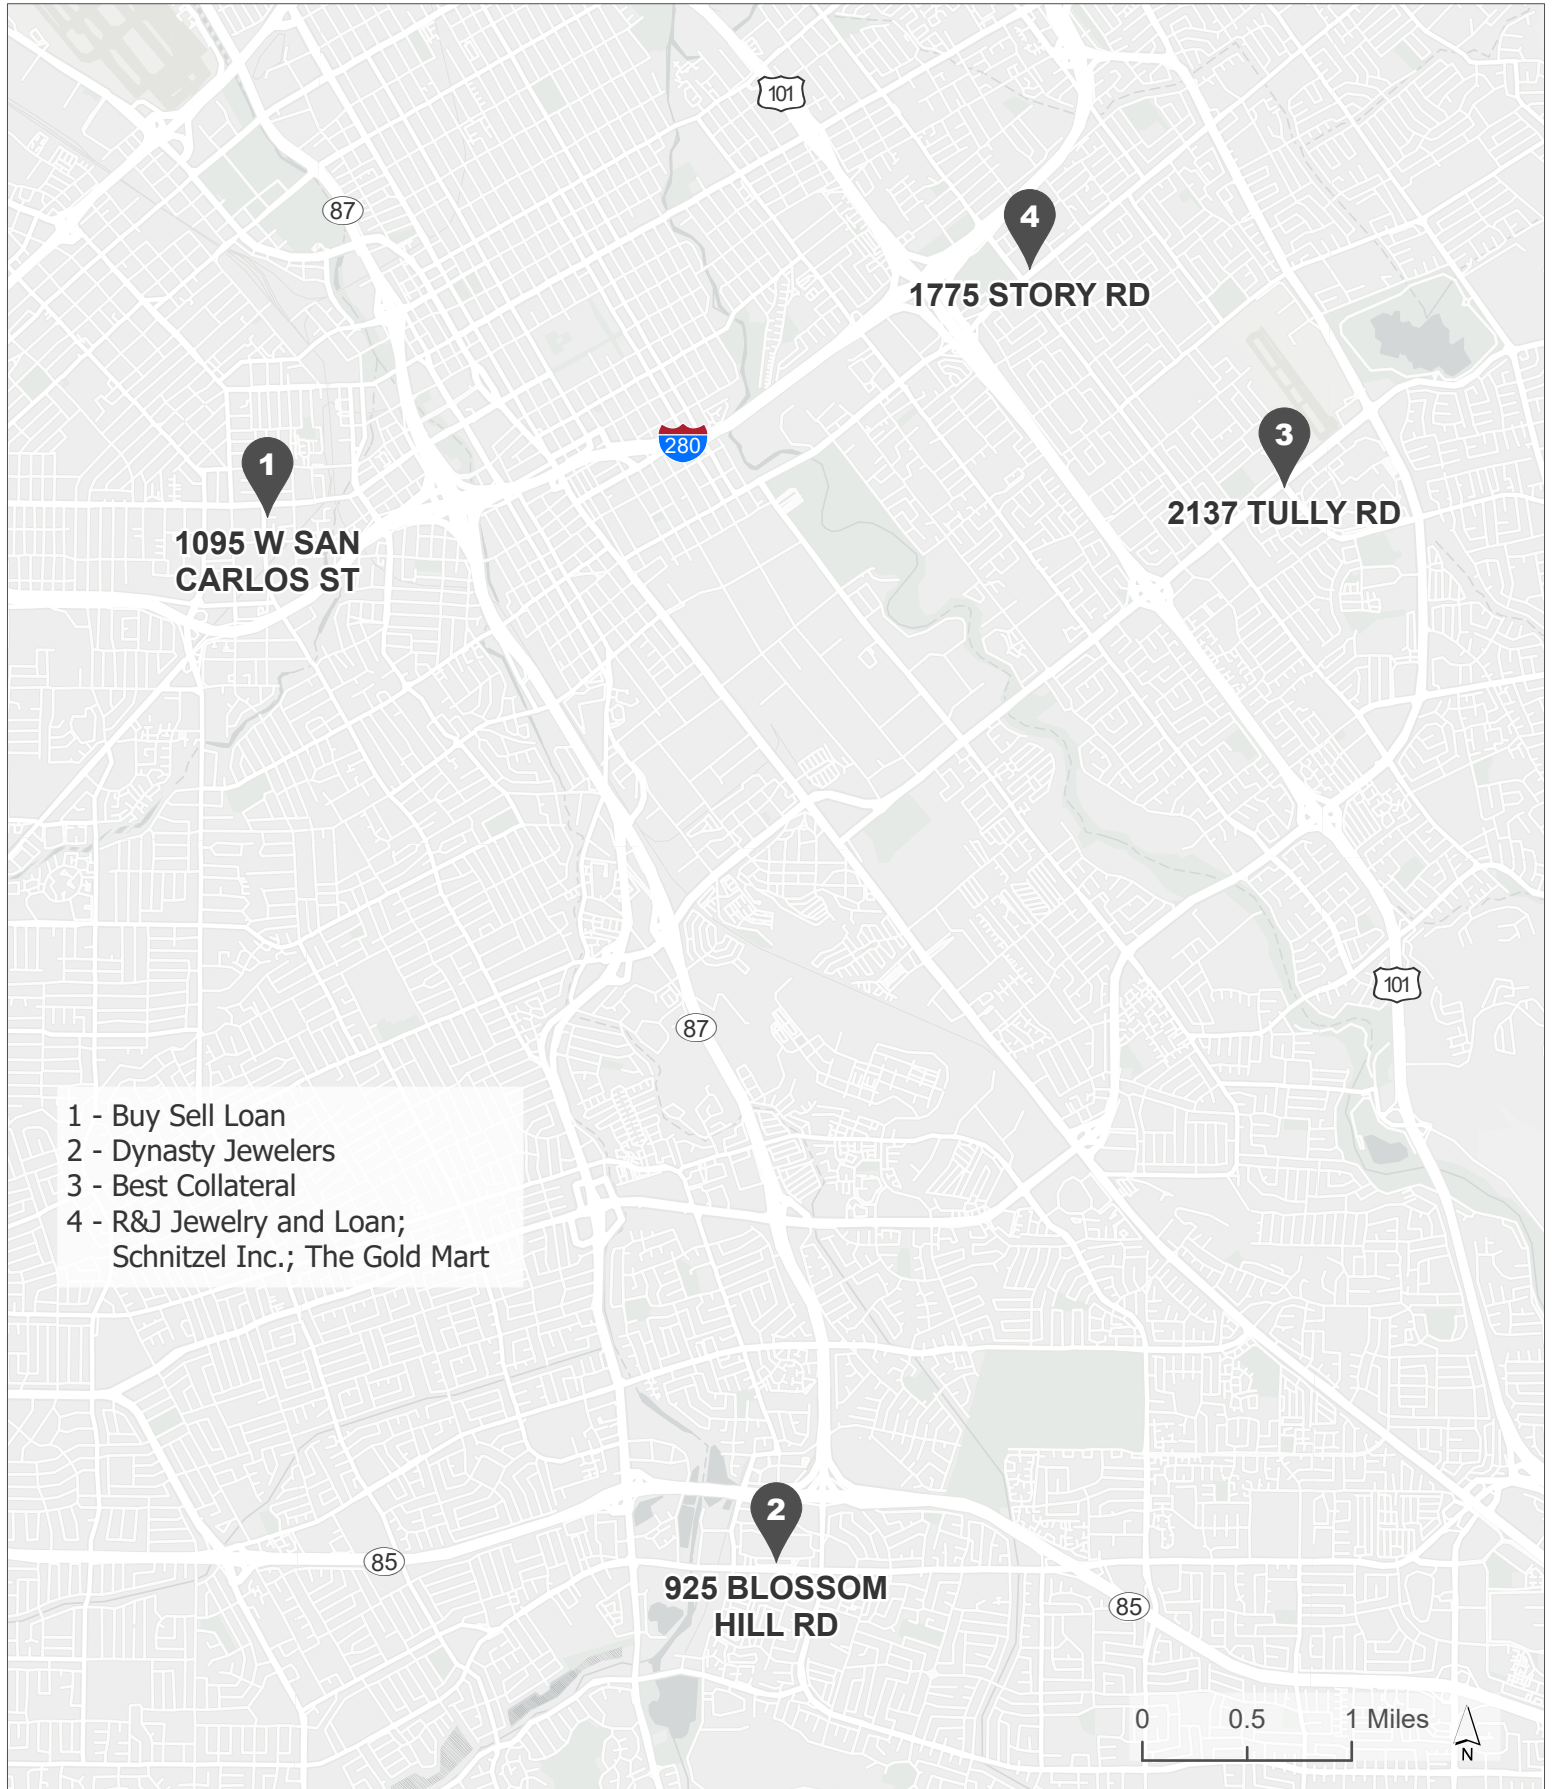 101
87
4
1775 STORY RD
3
280
1
2137 TULLY RD
1095 W SAN
CARLOS ST
101
87
1 - Buy Sell Loan
2 - Dynasty Jewelers
3 - Best Collateral
4 - R&J Jewelry and Loan;
Schnitzel Inc.; The Gold Mart
2
85
925 BLOSSOM
HILL RD
85
0 0.5 1 Miles
N